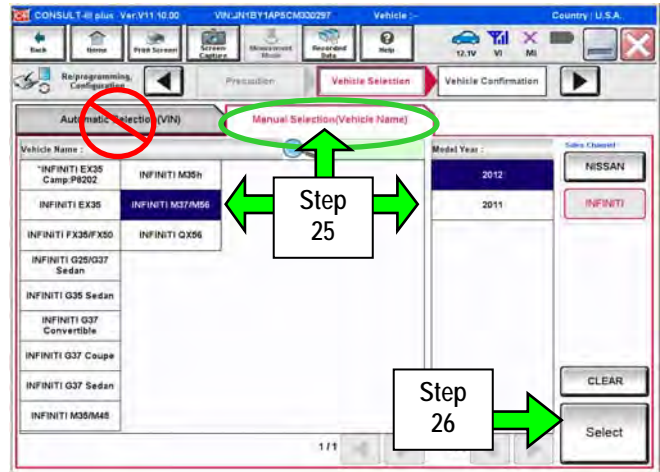 CONSULT-III plus Ver.V11.10.00 VIN:JN1BY1AP5CM330297 Vehicle : - Country : U.S.A.
Back Home Print Screen Screen Capture Measurement Mode Recorded Data Help 12.1V VI MI
Re/programming, Configuration Precaution Vehicle Selection Vehicle Confirmation
Automatic Selection(VIN) Manual Selection(Vehicle Name)
Vehicle Name : Model Year : Sales Channel
*INFINITI EX35 Camp:P8202 INFINITI M35h 2012 NISSAN
INFINITI EX35 INFINITI M37/M56 2011 INFINITI
Step
25
INFINITI FX35/FX50 INFINITI QX56
INFINITI G25/G37 Sedan
INFINITI G35 Sedan
INFINITI G37 Convertible
INFINITI G37 Coupe
INFINITI G37 Sedan CLEAR
Step
26
INFINITI M35/M45 Select
1/1